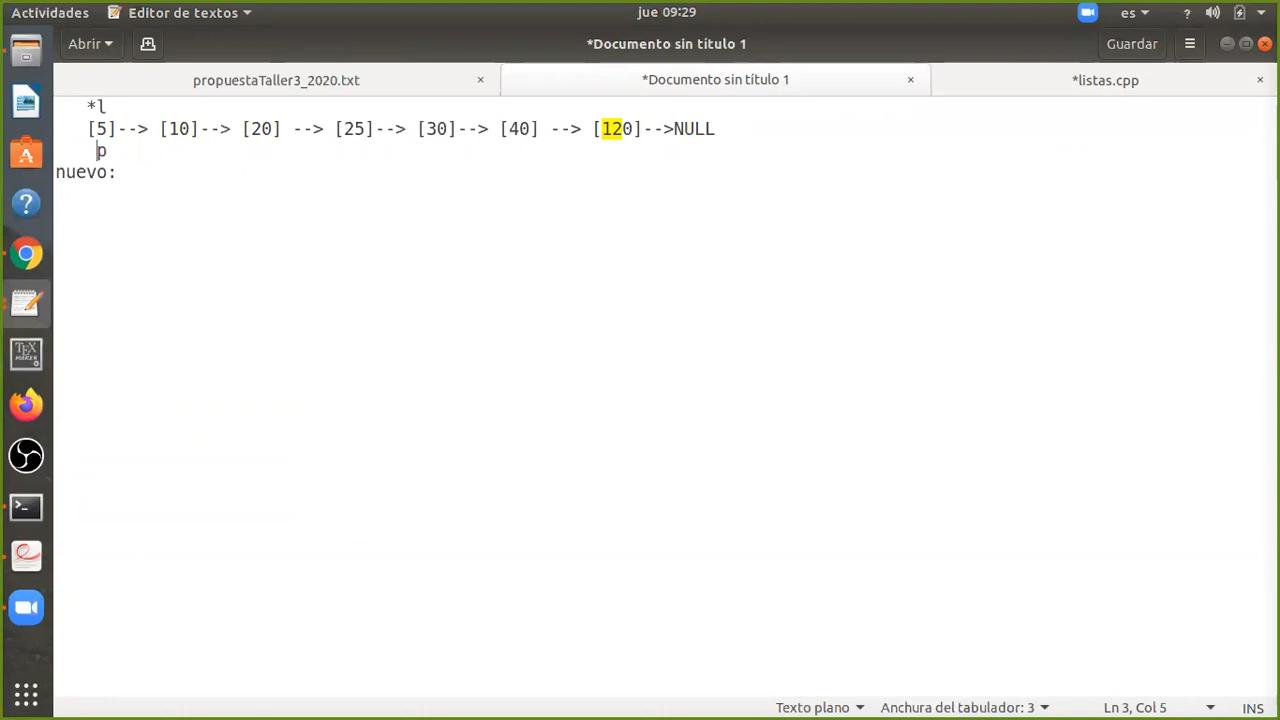 Actividades Editor de textos jue 09:29 es ?
Abrir *Documento sin título 1 Guardar
propuestaTaller3_2020.txt × *Documento sin título 1 × *listas.cpp ×
*l
[5]--> [10]--> [20] --> [25]--> [30]--> [40] --> [120]-->NULL
p
nuevo:
Texto plano Anchura del tabulador: 3 Ln 3, Col 5 INS